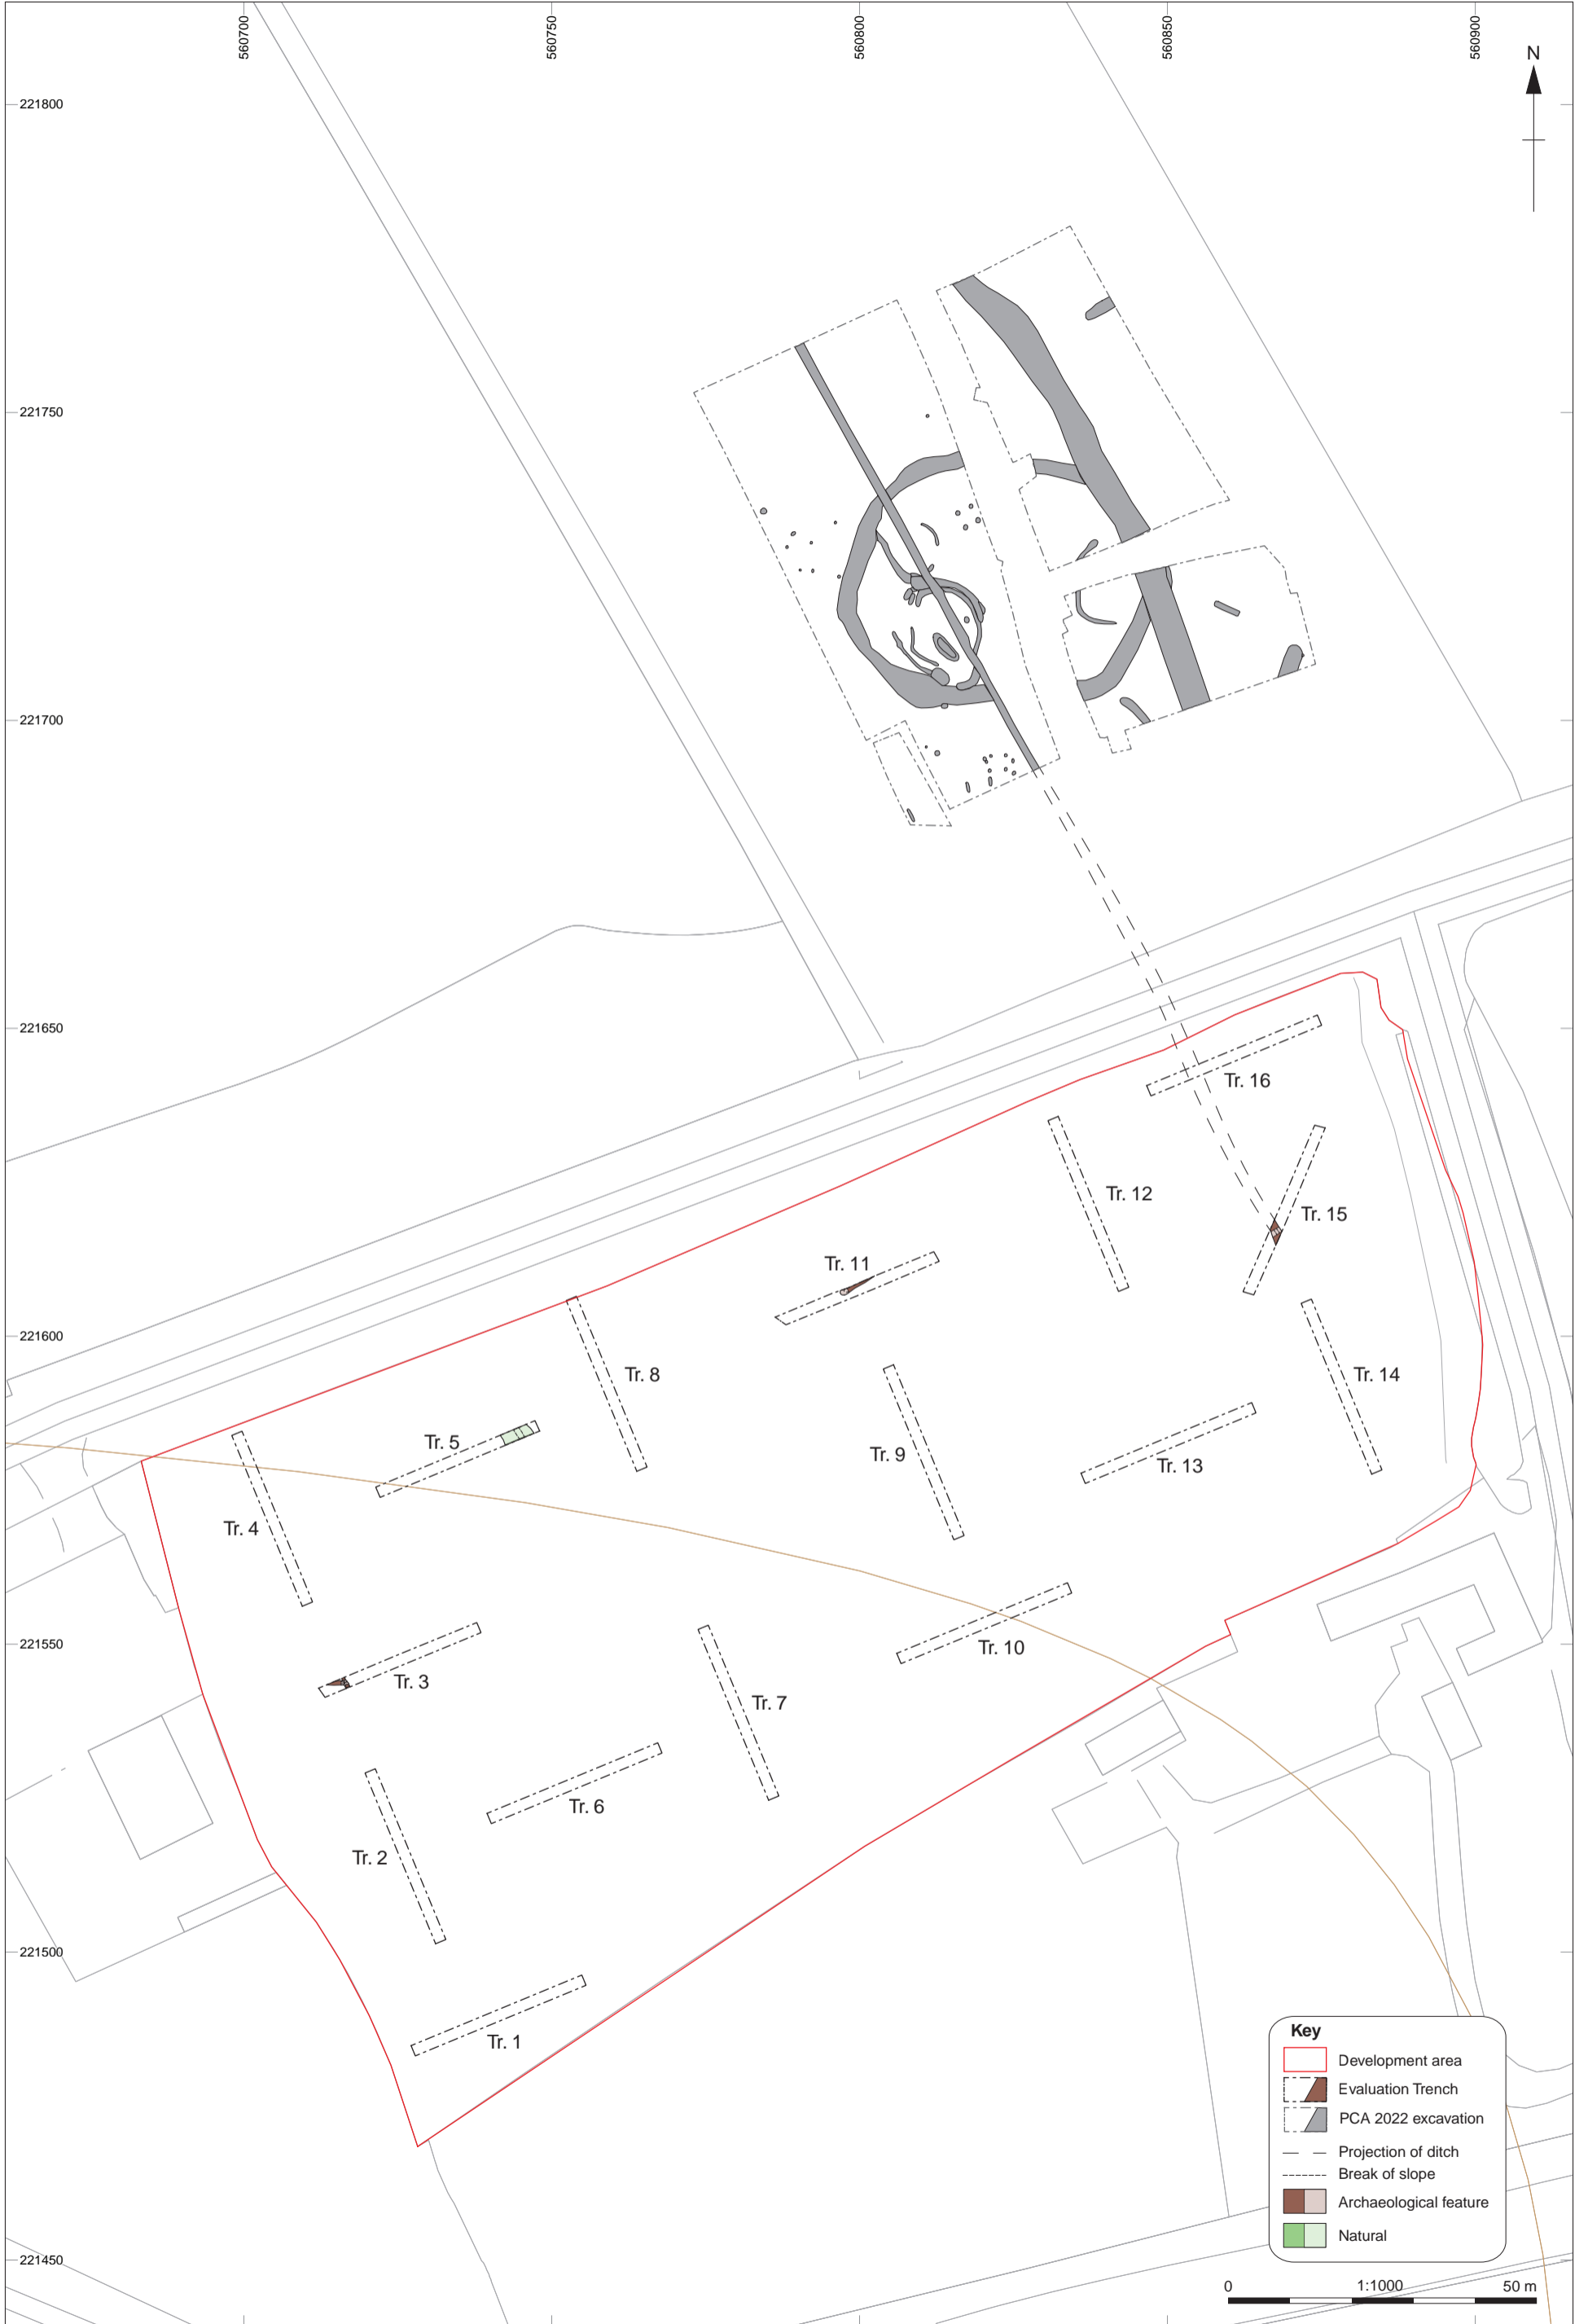 560700
560750
560800
560850
560900
N
221800
221750
221700
221650
Tr. 16
Tr. 12
Tr. 15
Tr. 11
221600
Tr. 8
Tr. 14
Tr. 5
Tr. 9
Tr. 13
Tr. 4
221550
Tr. 10
Tr. 3
Tr. 7
Tr. 6
Tr. 2
221500
Tr. 1
Key
Development area
Evaluation Trench
PCA 2022 excavation
Projection of ditch
Break of slope
Archaeological feature
Natural
221450
0 1:1000 50 m